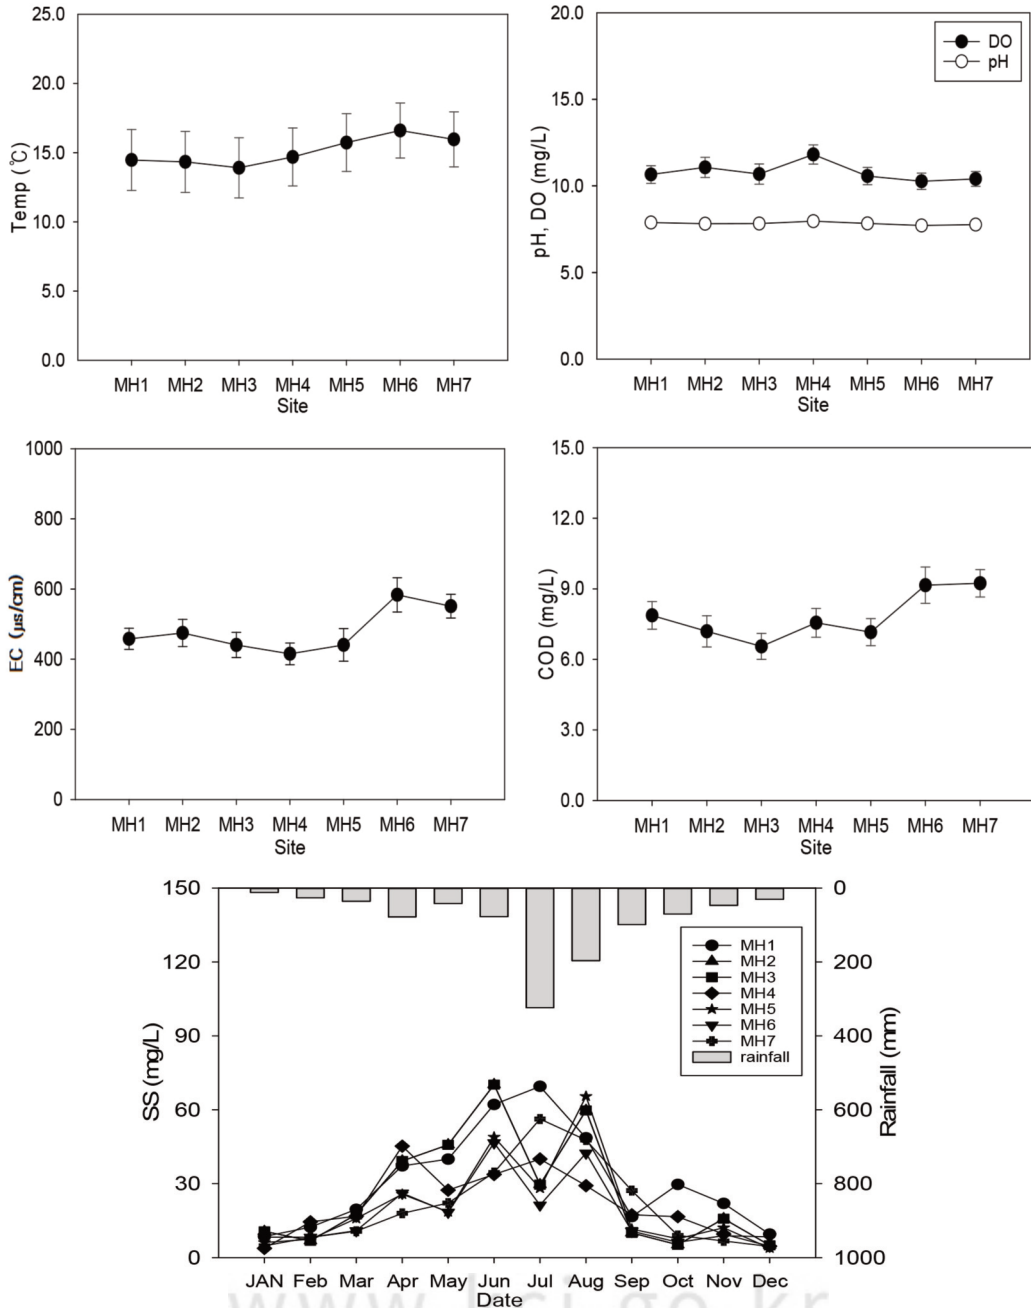 25.0
20.0
15.0
10.0
5.0
0.0
Temp (℃)
MH1 MH2 MH3 MH4 MH5 MH6 MH7
Site
20.0
15.0
10.0
5.0
0.0
pH, DO (mg/L)
DO
pH
MH1 MH2 MH3 MH4 MH5 MH6 MH7
Site
1000
800
600
400
200
0
EC (μs/cm)
MH1 MH2 MH3 MH4 MH5 MH6 MH7
Site
15.0
12.0
9.0
6.0
3.0
0.0
COD (mg/L)
MH1 MH2 MH3 MH4 MH5 MH6 MH7
Site
150
120
90
60
30
0
SS (mg/L)
MH1
MH2
MH3
MH4
MH5
MH6
MH7
rainfall
0
200
400
600
800
1000
Rainfall (mm)
JAN Feb Mar Apr May Jun Jul Aug Sep Oct Nov Dec
Date